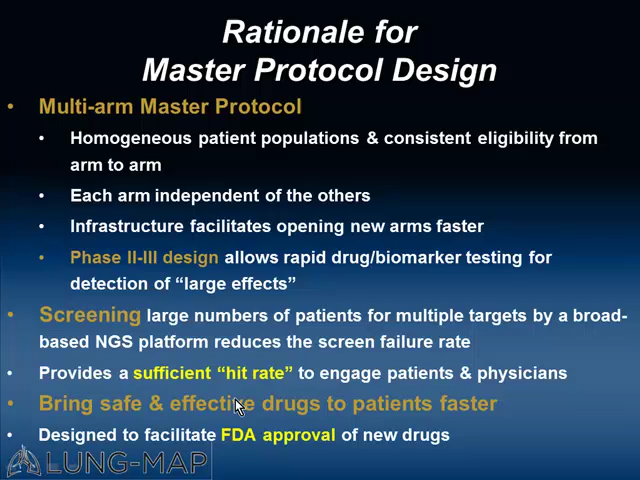 Rationale for
Master Protocol Design
• Multi-arm Master Protocol
• Homogeneous patient populations & consistent eligibility from
arm to arm
• Each arm independent of the others
• Infrastructure facilitates opening new arms faster
• Phase II-III design allows rapid drug/biomarker testing for
detection of “large effects”
• Screening large numbers of patients for multiple targets by a broad-
based NGS platform reduces the screen failure rate
• Provides a sufficient “hit rate” to engage patients & physicians
• Bring safe & effective drugs to patients faster
• Designed to facilitate FDA approval of new drugs
LUNG-MAP